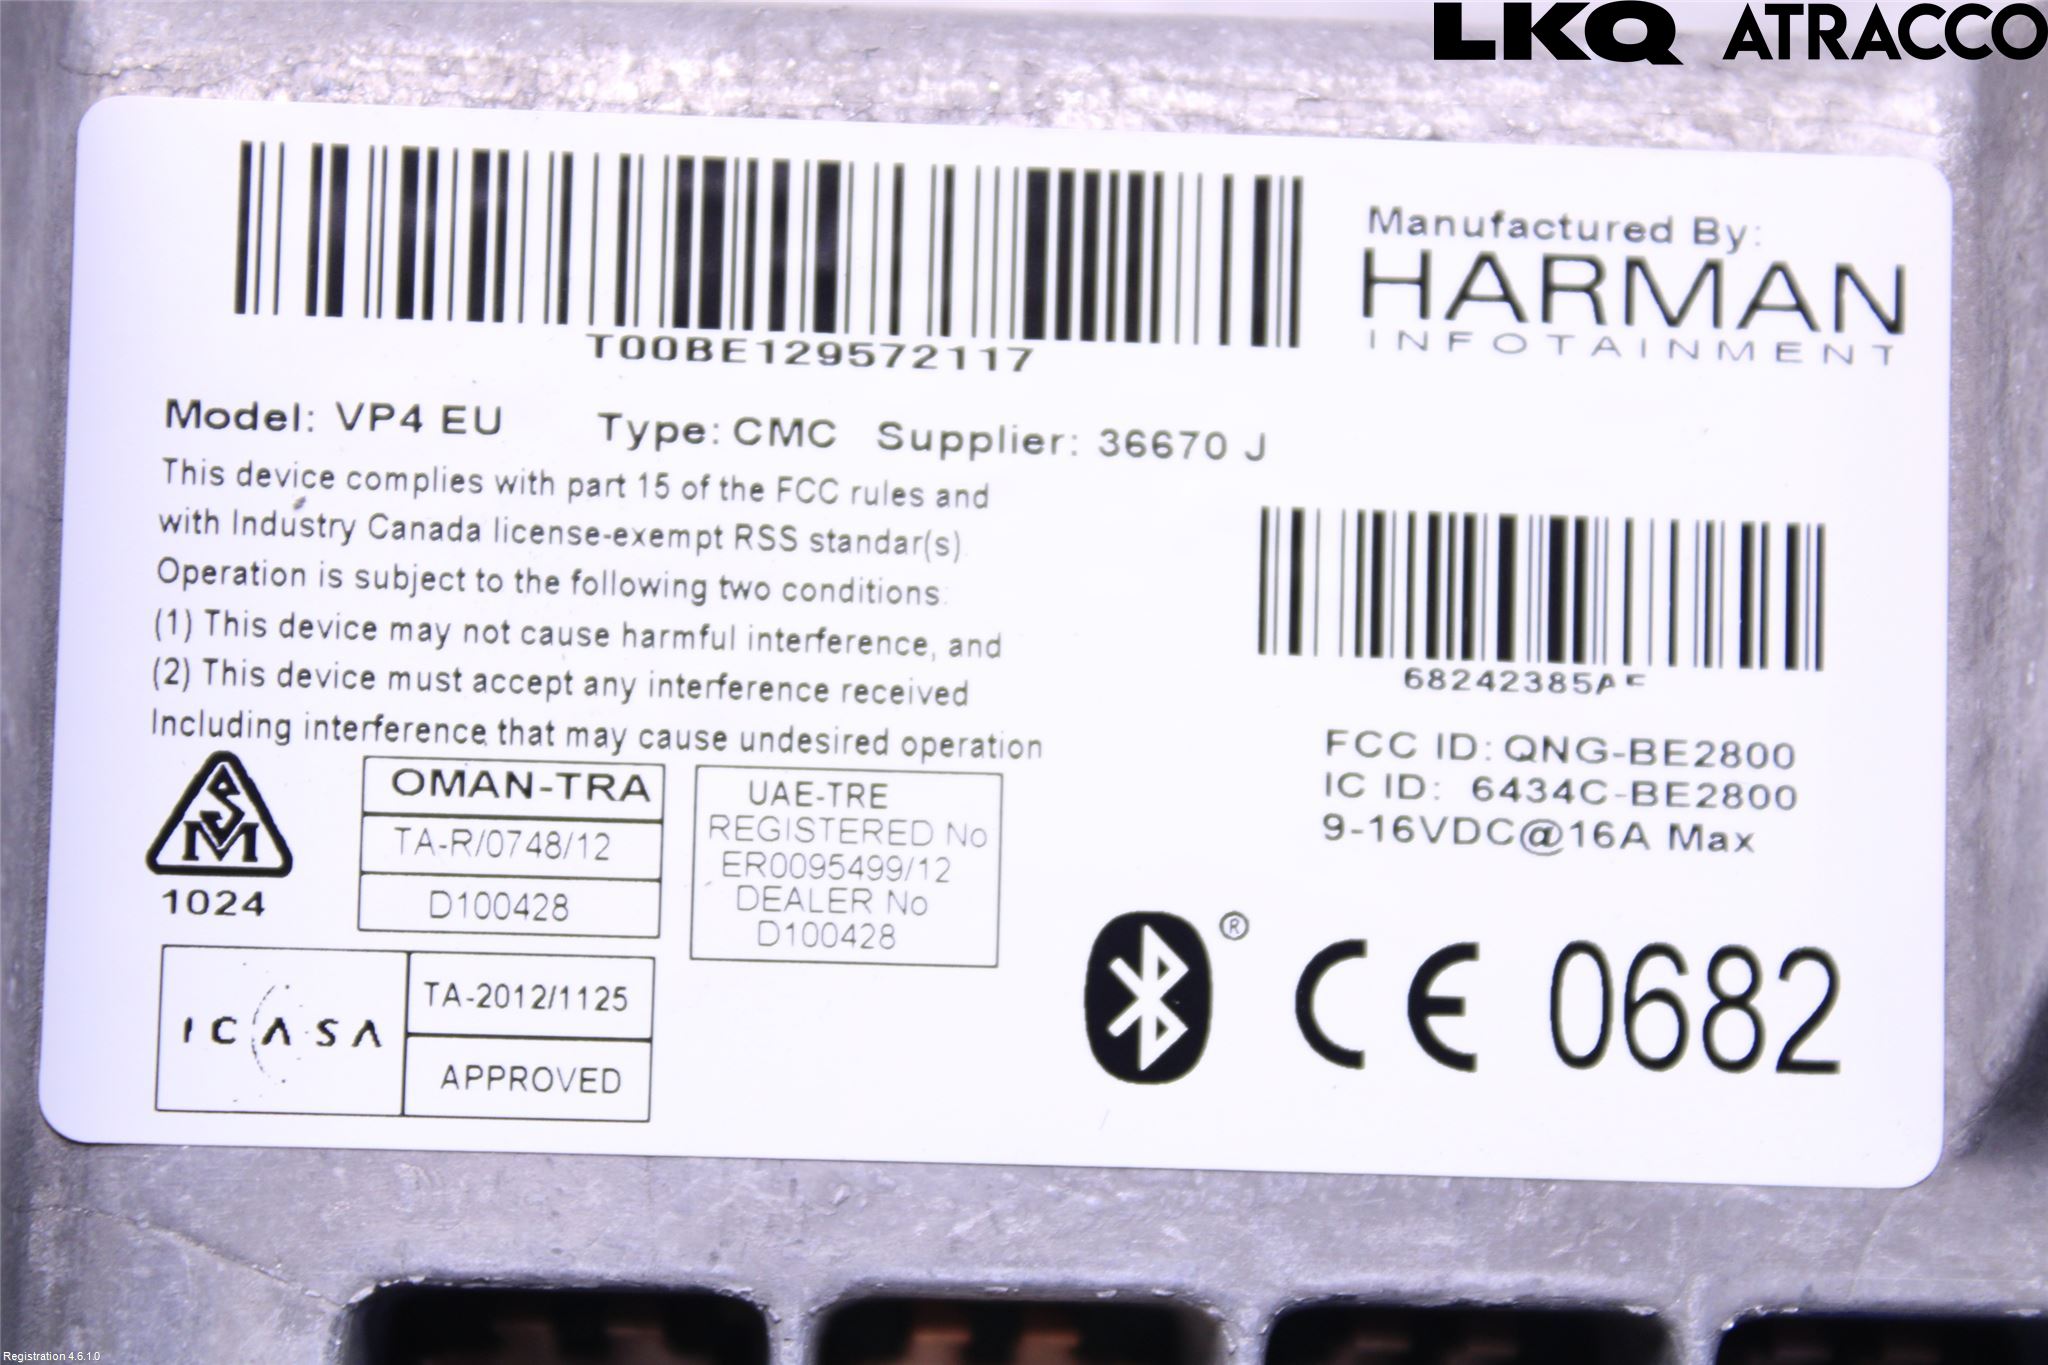 LKQ ATRACCO
T00BE129572117
Manufactured By:
HARMAN
INFOTAINMENT
Model: VP4 EU Type: CMC Supplier: 36670 J
This device complies with part 15 of the FCC rules and
with Industry Canada license-exempt RSS standar(s).
Operation is subject to the following two conditions:
(1) This device may not cause harmful interference, and
(2) This device must accept any interference received
Including interference that may cause undesired operation
68242385A
FCC ID: QNG-BE2800
IC ID: 6434C-BE2800
9-16VDC@16A Max
SM
1024
OMAN-TRA
TA-R/0748/12
D100428
UAE-TRE
REGISTERED No
ER0095499/12
DEALER No
D100428
ICASA
TA-2012/1125
APPROVED
®
CE 0682
Registration 4.6.1.0